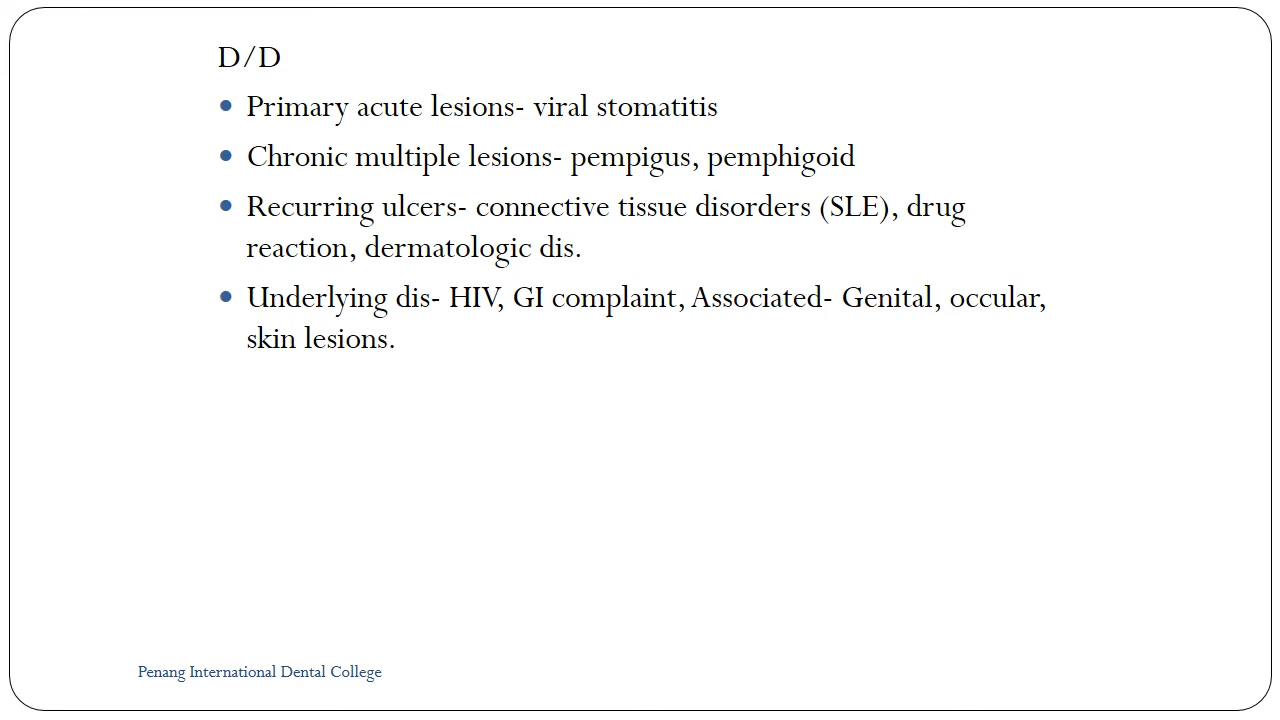 D/D
• Primary acute lesions- viral stomatitis
• Chronic multiple lesions- pempigus, pemphigoid
• Recurring ulcers- connective tissue disorders (SLE), drug
reaction, dermatologic dis.
• Underlying dis- HIV, GI complaint, Associated- Genital, occular,
skin lesions.
Penang International Dental College